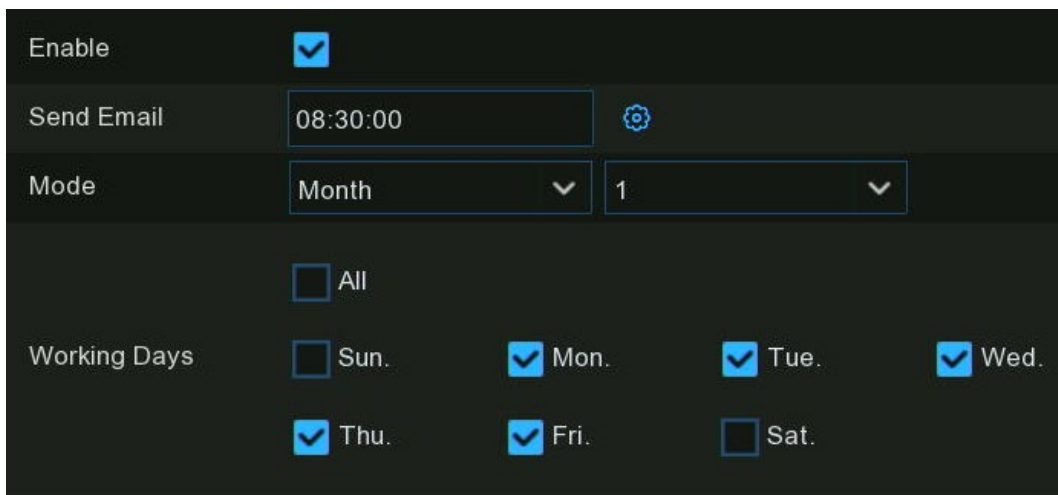 Enable
Send Email 08:30:00
Mode Month 1
All
Working Days Sun. Mon. Tue. Wed.
Thu. Fri. Sat.